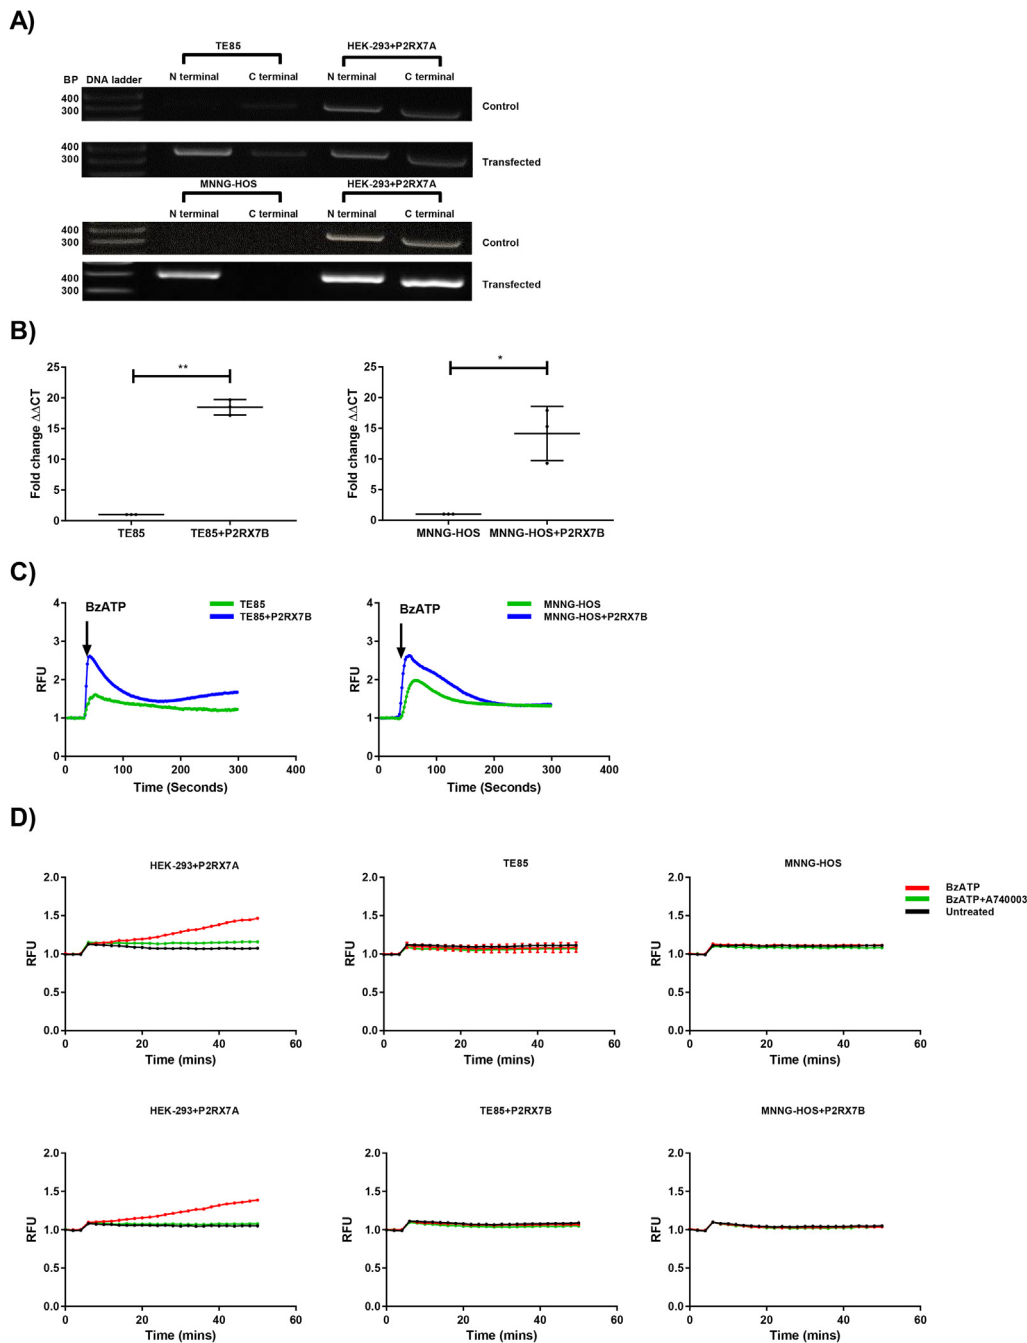 A)
TE85 HEK-293+P2RX7A
BP DNA ladder N terminal C terminal N terminal C terminal
400
300
Control
400
300
Transfected
MNNG-HOS HEK-293+P2RX7A
N terminal C terminal N terminal C terminal
400
300
Control
400
300
Transfected
B)
Fold change ΔΔCT
25
20
15
10
5
0
**
TE85 TE85+P2RX7B
Fold change ΔΔCT
25
20
15
10
5
0
*
MNNG-HOS MNNG-HOS+P2RX7B
C)
RFU
4
3
2
1
0
BzATP
TE85
TE85+P2RX7B
0 100 200 300 400
Time (Seconds)
RFU
4
3
2
1
0
BzATP
MNNG-HOS
MNNG-HOS+P2RX7B
0 100 200 300 400
Time (Seconds)
D)
HEK-293+P2RX7A
RFU
2.0
1.5
1.0
0.5
0.0
0 20 40 60
Time (mins)
TE85
RFU
2.0
1.5
1.0
0.5
0.0
0 20 40 60
Time (mins)
MNNG-HOS
RFU
2.0
1.5
1.0
0.5
0.0
0 20 40 60
Time (mins)
BzATP
BzATP+A740003
Untreated
HEK-293+P2RX7A
RFU
2.0
1.5
1.0
0.5
0.0
0 20 40 60
Time (mins)
TE85+P2RX7B
RFU
2.0
1.5
1.0
0.5
0.0
0 20 40 60
Time (mins)
MNNG-HOS+P2RX7B
RFU
2.0
1.5
1.0
0.5
0.0
0 20 40 60
Time (mins)